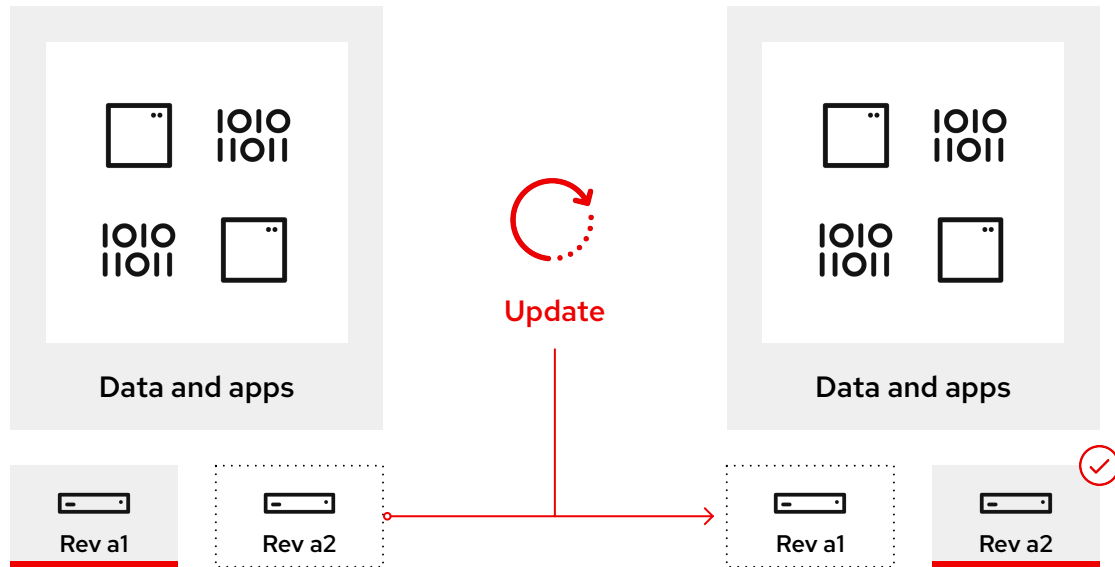 1010
11011
1010
11011
Data and apps
Rev a1
Rev a2
Update
1010
11011
1010
11011
Data and apps
Rev a1
Rev a2